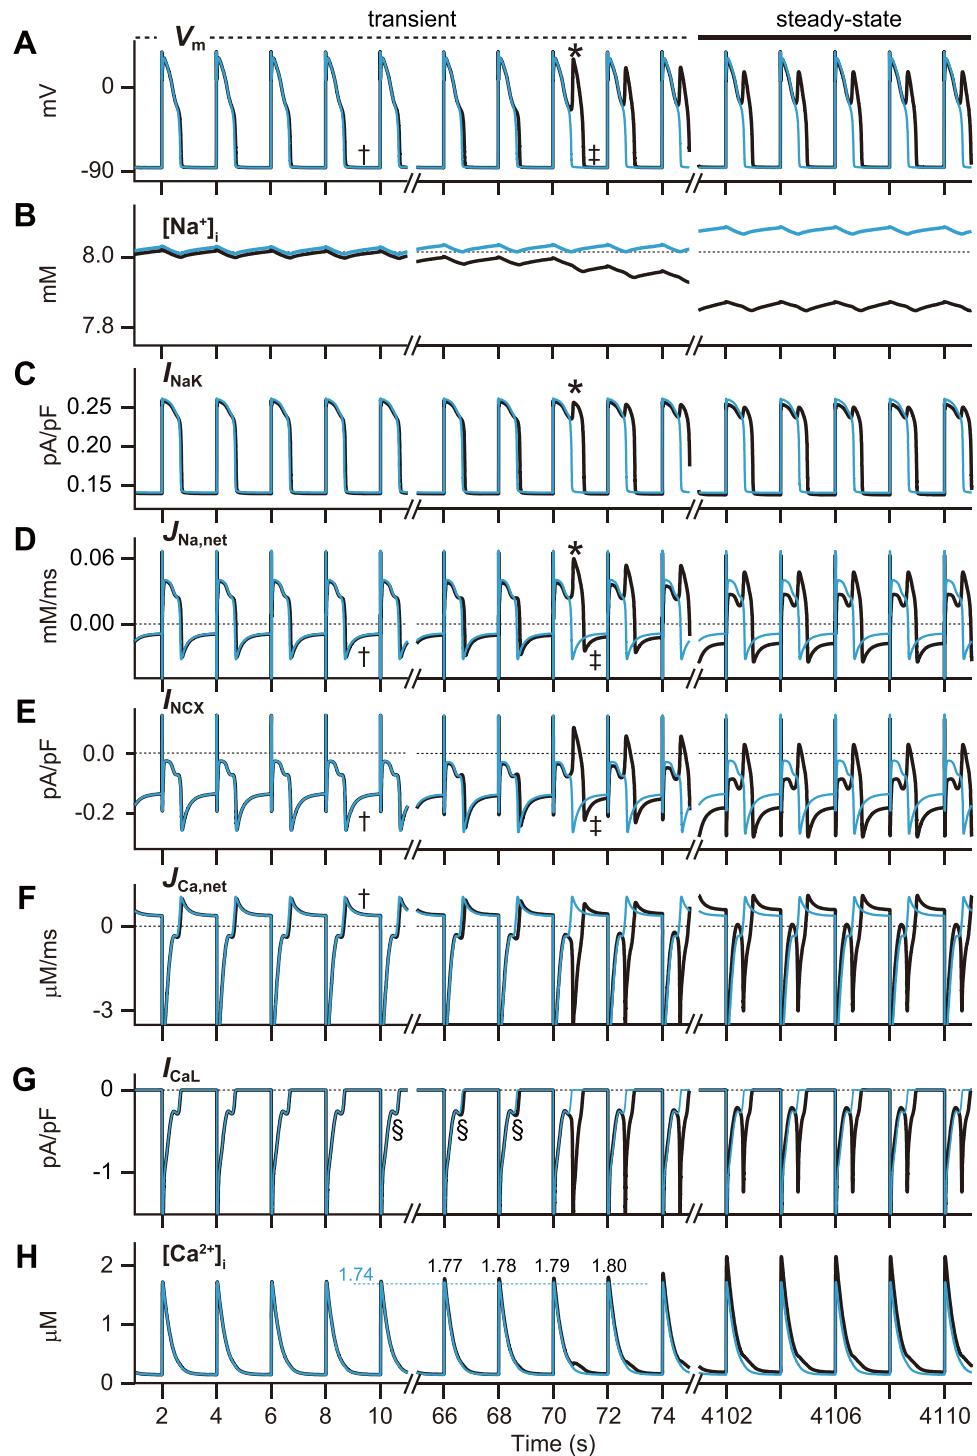 transient
steady-state
A
Vm
*
0
mV
†
‡
-90
B
[Na⁺]i
8.0
mM
7.8
C
INaK
*
0.25
pA/pF
0.20
0.15
D
JNa,net
*
0.06
mM/ms
0.00
†
‡
E
INCX
0.0
pA/pF
-0.2
†
‡
F
JCa,net
†
0
μM/ms
-3
G
ICaL
0
pA/pF
§
§
§
-1
H
[Ca²⁺]i
2
1.74
1.77
1.78
1.79
1.80
μM
1
0
2 4 6 8 10 66 68 70 72 74 4102 4106 4110
Time (s)